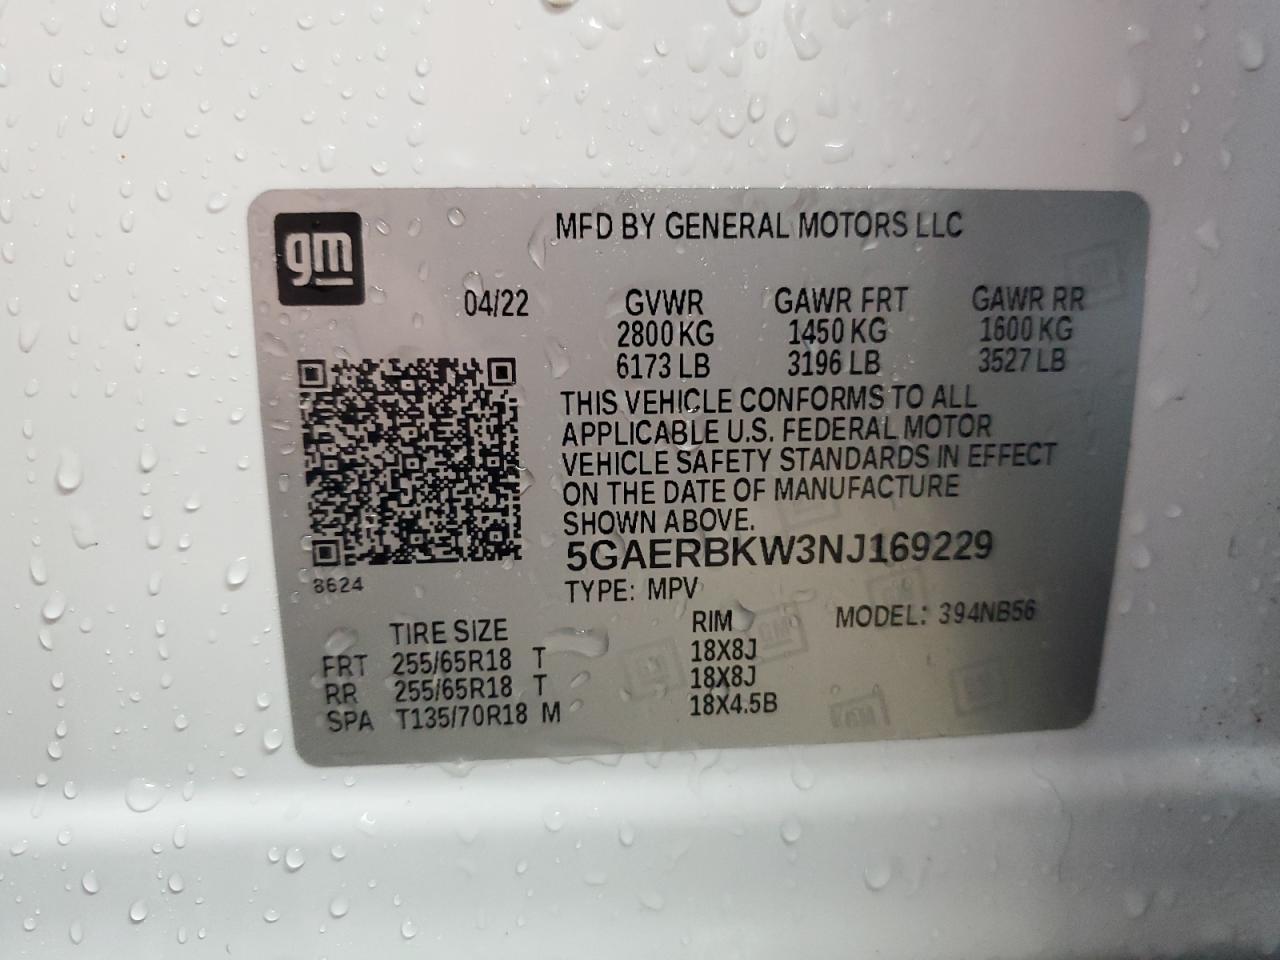 gm
MFD BY GENERAL MOTORS LLC
04/22 GVWR GAWR FRT GAWR RR
2800 KG 1450 KG 1600 KG
6173 LB 3196 LB 3527 LB
THIS VEHICLE CONFORMS TO ALL
APPLICABLE U.S. FEDERAL MOTOR
VEHICLE SAFETY STANDARDS IN EFFECT
ON THE DATE OF MANUFACTURE
SHOWN ABOVE.
5GAERBKW3NJ169229
8624
TYPE: MPV
MODEL: 394NB56
TIRE SIZE RIM
FRT 255/65R18 T 18X8J
RR 255/65R18 T 18X8J
SPA T135/70R18 M 18X4.5B
GM
GM